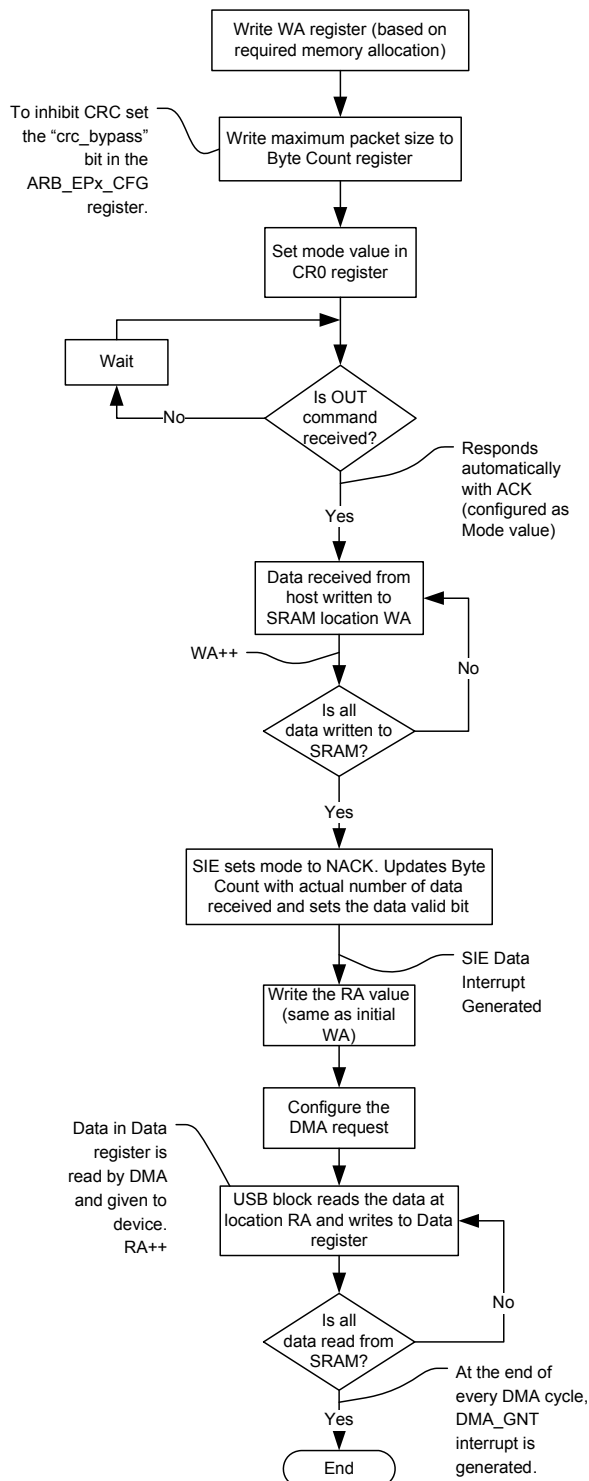 Write WA register (based on
required memory allocation)
To inhibit CRC set
the “crc_bypass”
bit in the
ARB_EPx_CFG
register.
Write maximum packet size to
Byte Count register
Set mode value in
CR0 register
Wait
Is OUT
command
received?
No
Responds
automatically
with ACK
(configured as
Mode value)
Yes
Data received from
host written to
SRAM location WA
WA++
No
Is all
data written to
SRAM?
Yes
SIE sets mode to NACK. Updates Byte
Count with actual number of data
received and sets the data valid bit
SIE Data
Interrupt
Generated
Write the RA value
(same as initial
WA)
Configure the
DMA request
Data in Data
register is
read by DMA
and given to
device.
RA++
USB block reads the data at
location RA and writes to Data
register
No
Is all
data read from
SRAM?
At the end of
every DMA cycle,
DMA_GNT
interrupt is
generated.
Yes
End